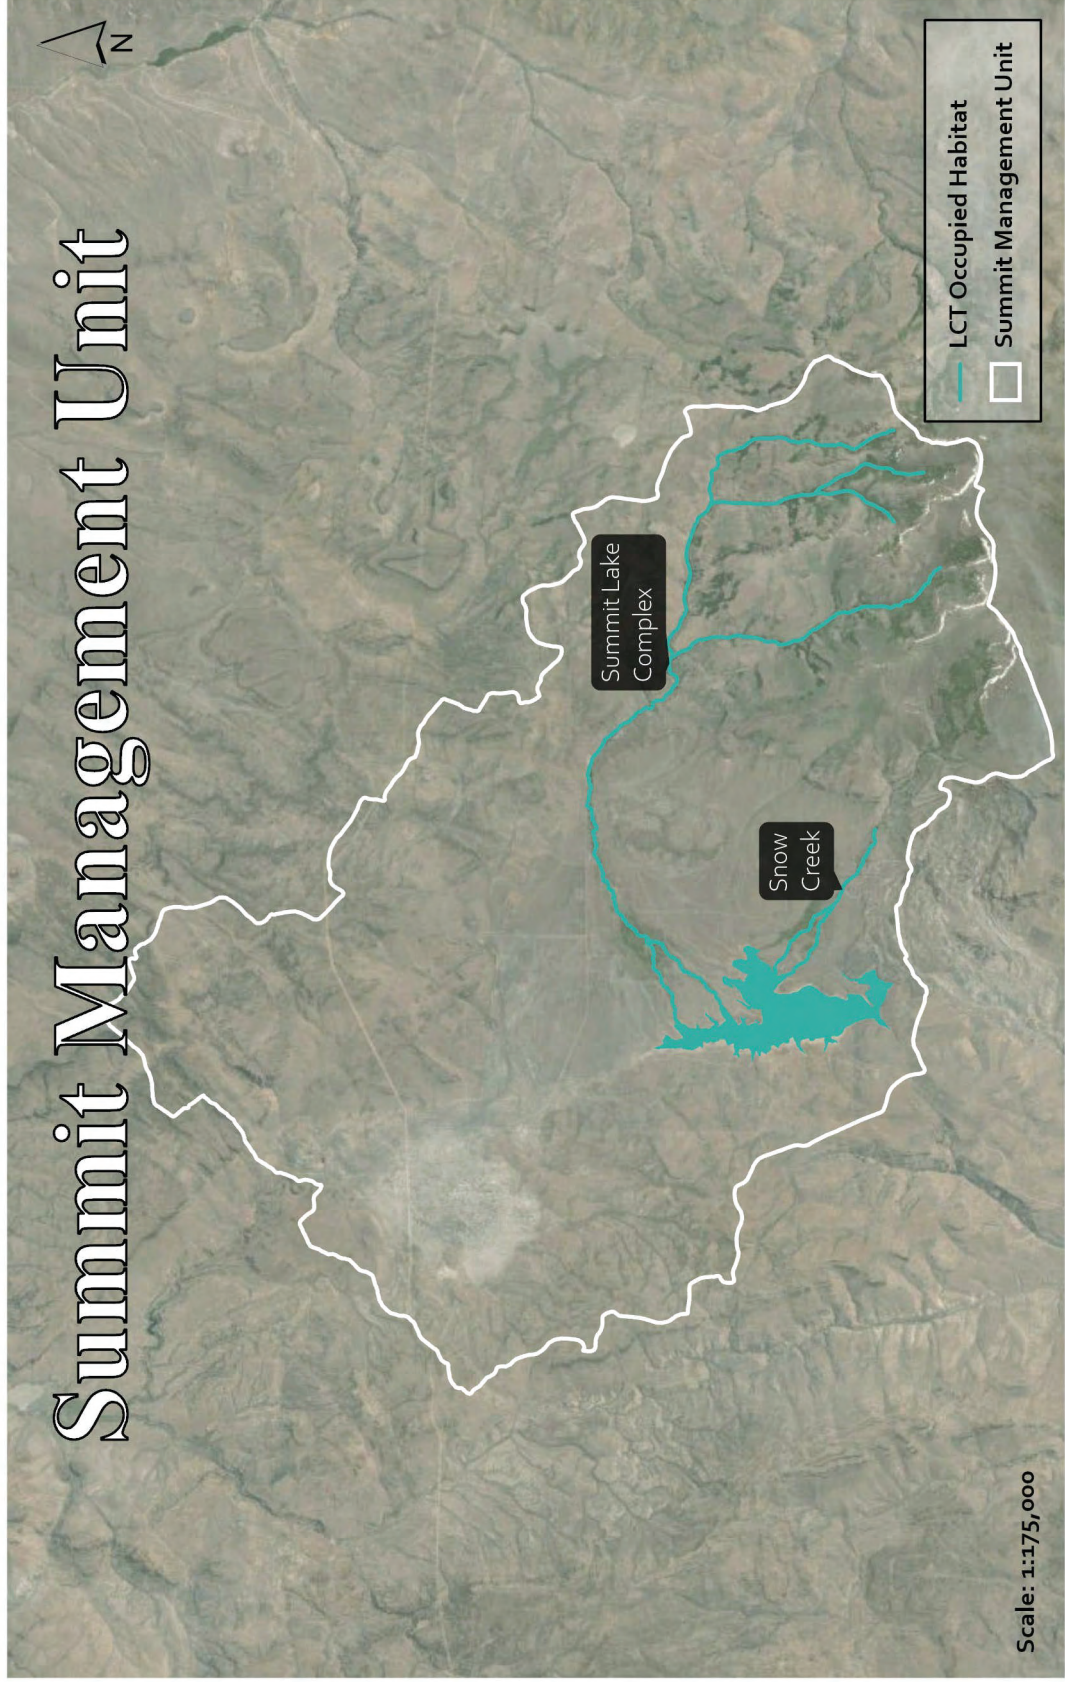 Summit Management Unit
N
Summit Lake
Complex
Snow
Creek
LCT Occupied Habitat
Summit Management Unit
Scale: 1:175,000